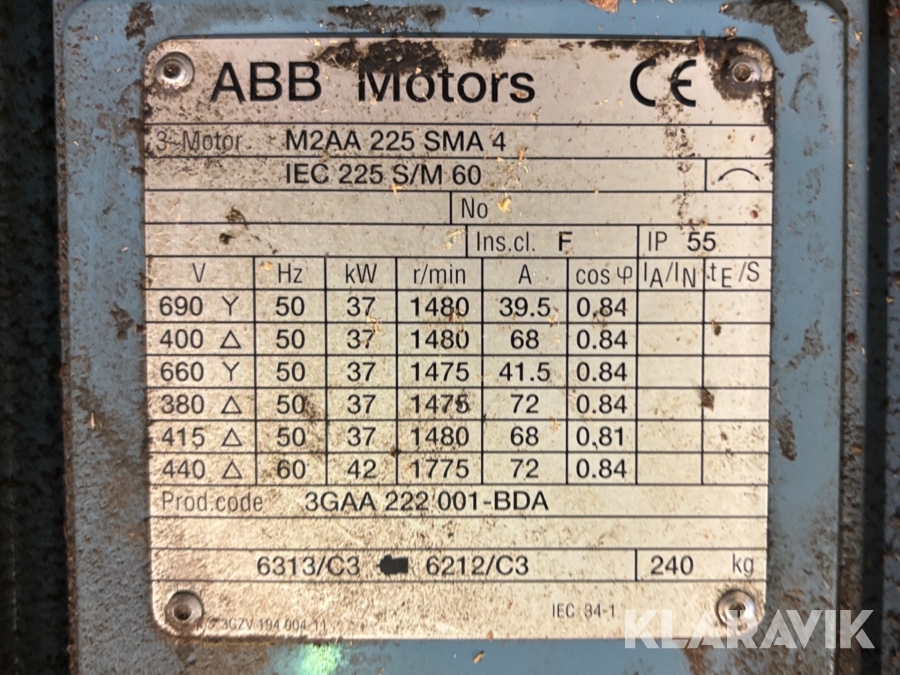 ABB Motors CE
3~Motor M2AA 225 SMA 4
IEC 225 S/M 60
No
Ins.cl. F IP 55
V Hz kW r/min A cos φ IA/IN tE/S
690 Y 50 37 1480 39.5 0.84
400 Δ 50 37 1480 68 0.84
660 Y 50 37 1475 41.5 0.84
380 Δ 50 37 1475 72 0.84
415 Δ 50 37 1480 68 0.81
440 Δ 60 42 1775 72 0.84
Prod.code 3GAA 222 001-BDA
6313/C3 6212/C3 240 kg
3GZV 194 004-11 IEC 34-1
KLARAVIK